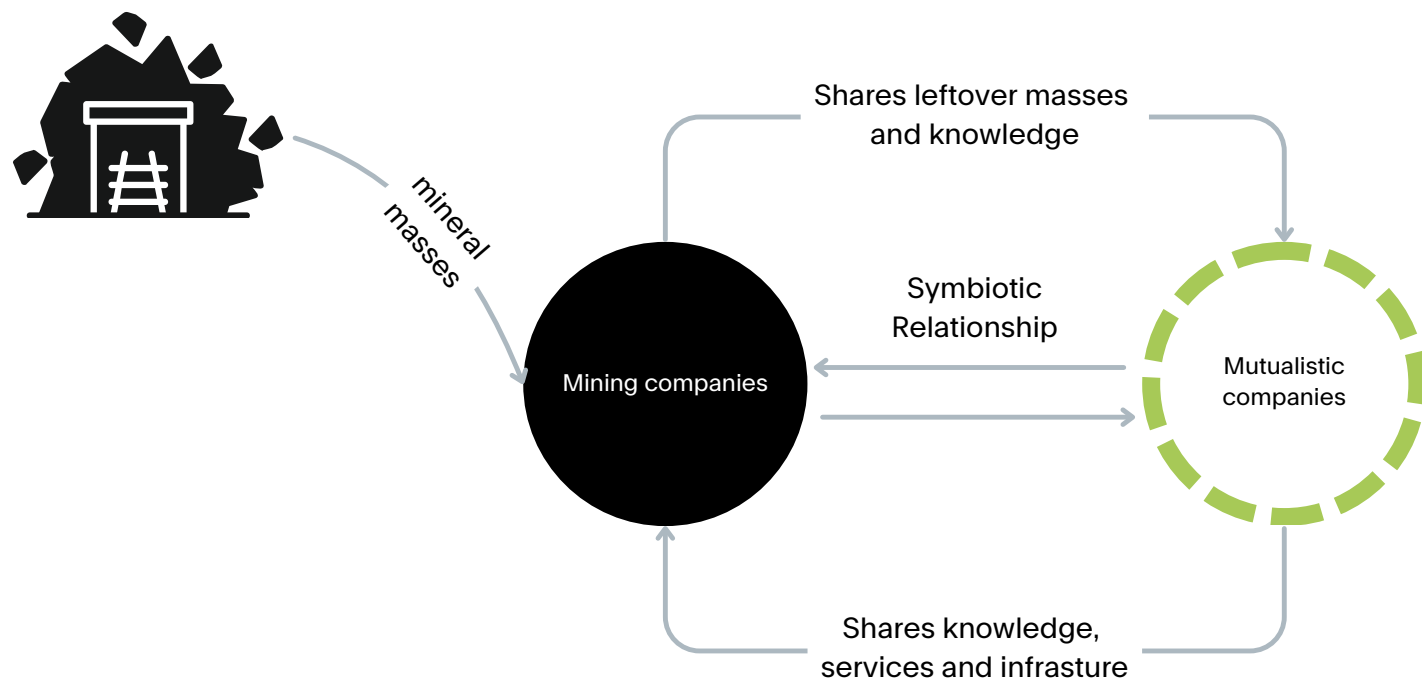 mineral
masses
Shares leftover masses
and knowledge
Symbiotic
Relationship
Mining companies
Mutualistic
companies
Shares knowledge,
services and infrasture